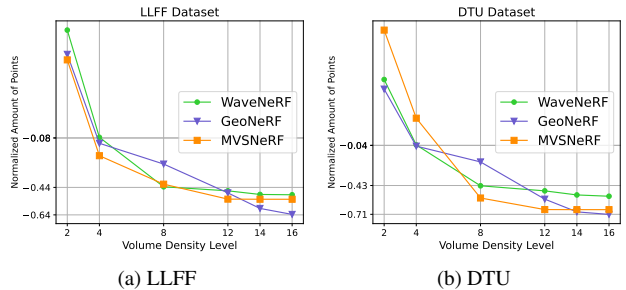 LLFF Dataset
Normalized Amount of Points
−0.08
−0.44
−0.64
WaveNeRF
GeoNeRF
MVSNeRF
2 4 8 12 14 16
Volume Density Level
(a) LLFF
DTU Dataset
Normalized Amount of Points
−0.04
−0.43
−0.71
WaveNeRF
GeoNeRF
MVSNeRF
2 4 8 12 14 16
Volume Density Level
(b) DTU